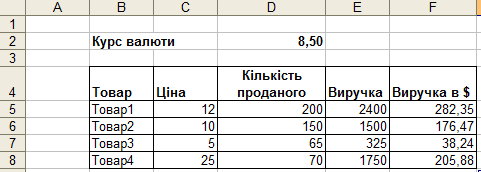 A B C D E F
1
2 Курс валюти 8,50
3
4 Товар Ціна Кількість проданого Виручка Виручка в $
5 Товар1 12 200 2400 282,35
6 Товар2 10 150 1500 176,47
7 Товар3 5 65 325 38,24
8 Товар4 25 70 1750 205,88